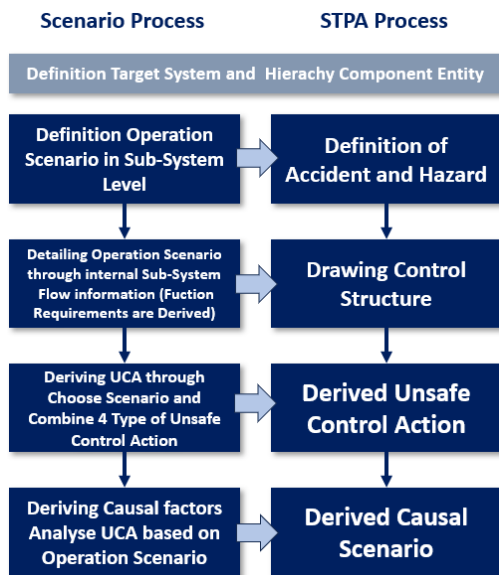 Scenario Process
STPA Process
Definition Target System and Hierachy Component Entity
Definition Operation
Scenario in Sub-System
Level
Definition of
Accident and Hazard
Detailing Operation Scenario
through internal Sub-System
Flow information (Fuction
Requirements are Derived)
Drawing Control
Structure
Deriving UCA through
Choose Scenario and
Combine 4 Type of Unsafe
Control Action
Derived Unsafe
Control Action
Deriving Causal factors
Analyse UCA based on
Operation Scenario
Derived Causal
Scenario